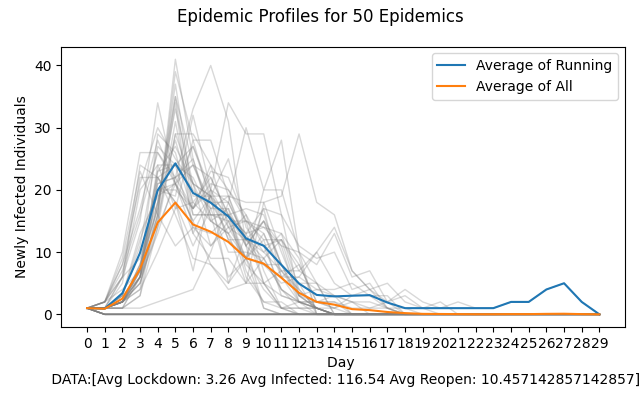 Epidemic Profiles for 50 Epidemics
Average of Running
Average of All
Newly Infected Individuals
40
30
20
10
0
0 1 2 3 4 5 6 7 8 9 10 11 12 13 14 15 16 17 18 19 20 21 22 23 24 25 26 27 28 29
Day
DATA:[Avg Lockdown: 3.26 Avg Infected: 116.54 Avg Reopen: 10.457142857142857]